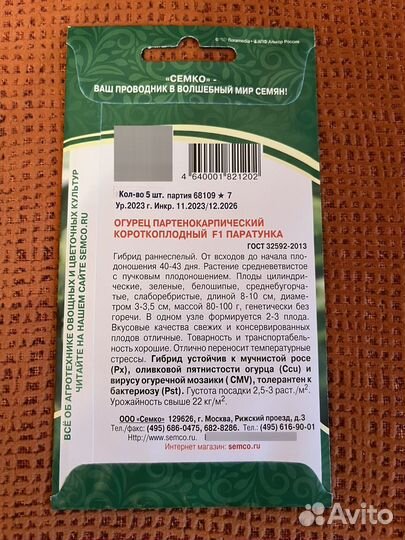 © "ID floramedia+ & АПФ Альтор Россия
«СЕМКО» -
ВАШ ПРОВОДНИК В ВОЛШЕБНЫЙ МИР СЕМЯН!
4 640001 821202
Кол-во 5 шт. партия 68109 ★ 7
Ур.2023 г. Инкр. 11.2023/12.2026
ОГУРЕЦ ПАРТЕНОКАРПИЧЕСКИЙ
КОРОТКОПЛОДНЫЙ F1 ПАРАТУНКА
ГОСТ 32592-2013
Гибрид раннеспелый. От всходов до начала пло-
доношения 40-43 дня. Растение средневетвистое
с пучковым плодоношением. Плоды цилиндри-
ческие, зеленые, белошипые, среднебугорча-
тые, слаборебристые, длиной 8-10 см, диамет-
ром 3-3,5 см, массой 80-100 г, генетически без
горечи. В одном узле формируется 2-3 плода.
Вкусовые качества свежих и консервированных
плодов отличные. Товарность и транспортабель-
ность хорошие. Отлично переносит температурные
стрессы. Гибрид устойчив к мучнистой росе
(Px), оливковой пятнистости огурца (Ccu) и
вирусу огуречной мозаики ( CMV), толерантен к
бактериозу (Pst). Густота посадки 2,5-3 раст./м².
Урожайность свыше 22 кг/м².
ООО «Семко» 129626, г. Москва, Рижский проезд, д.3
Тел./факс: (495) 686-0475, 682-8286. Тел.: (495) 616-90-01
Интернет магазин: semco.ru
ВСЁ ОБ АГРОТЕХНИКЕ ОВОЩНЫХ И ЦВЕТОЧНЫХ КУЛЬТУР
ЧИТАЙТЕ НА НАШЕМ САЙТЕ SEMCO.RU
Avito